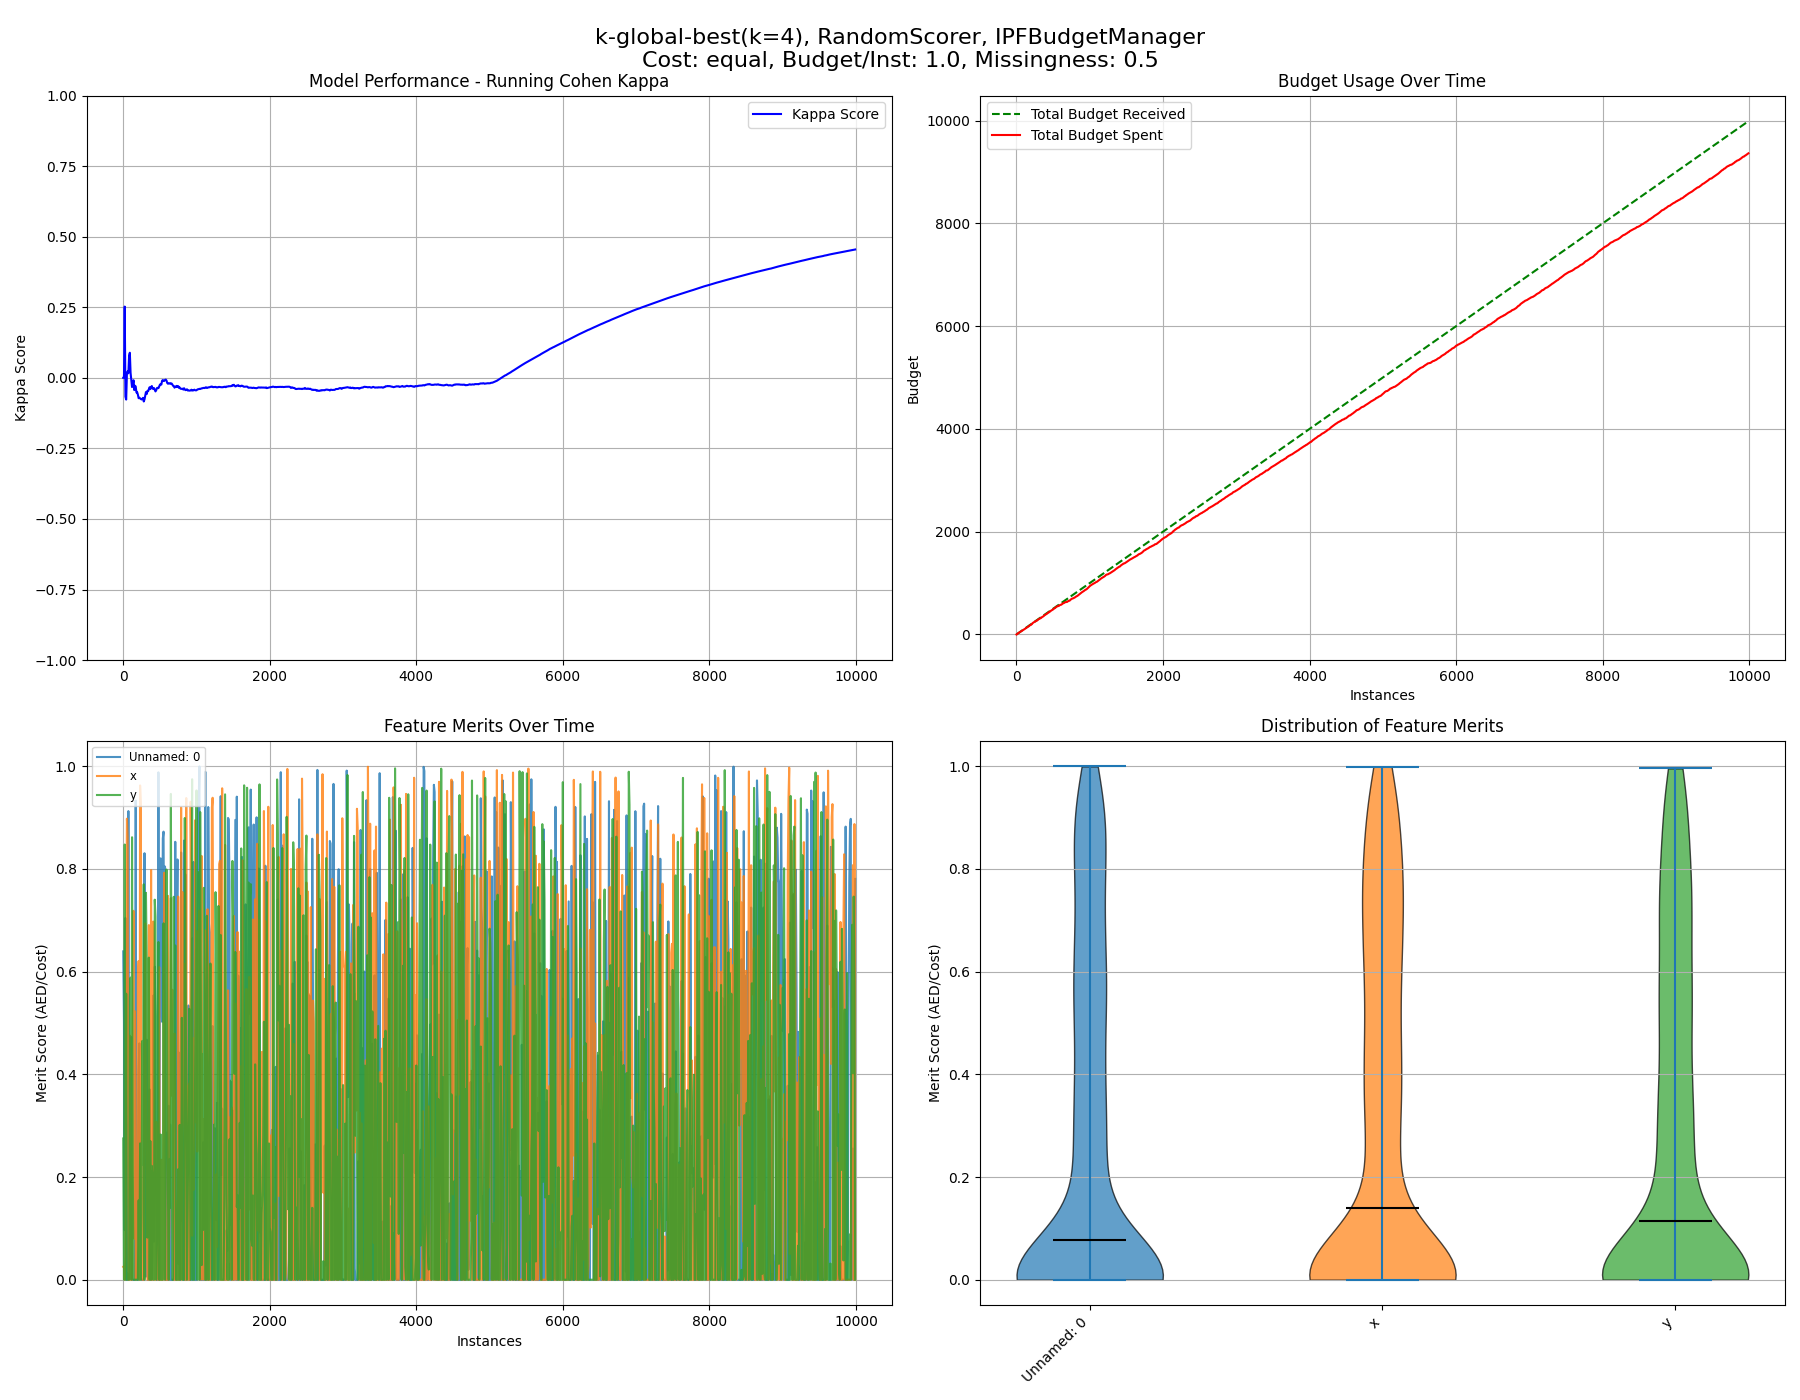 k-global-best(k=4), RandomScorer, IPFBudgetManager
Cost: equal, Budget/Inst: 1.0, Missingness: 0.5
Model Performance - Running Cohen Kappa
Kappa Score
1.00
0.75
0.50
0.25
0.00
−0.25
−0.50
−0.75
−1.00
0 2000 4000 6000 8000 10000
Kappa Score
Budget Usage Over Time
Total Budget Received
Total Budget Spent
10000
8000
6000
4000
2000
0
Budget
0 2000 4000 6000 8000 10000
Instances
Feature Merits Over Time
Unnamed: 0
x
y
1.0
0.8
0.6
0.4
0.2
0.0
Merit Score (AED/Cost)
0 2000 4000 6000 8000 10000
Instances
Distribution of Feature Merits
1.0
0.8
0.6
0.4
0.2
0.0
Merit Score (AED/Cost)
Unnamed: 0
x
y